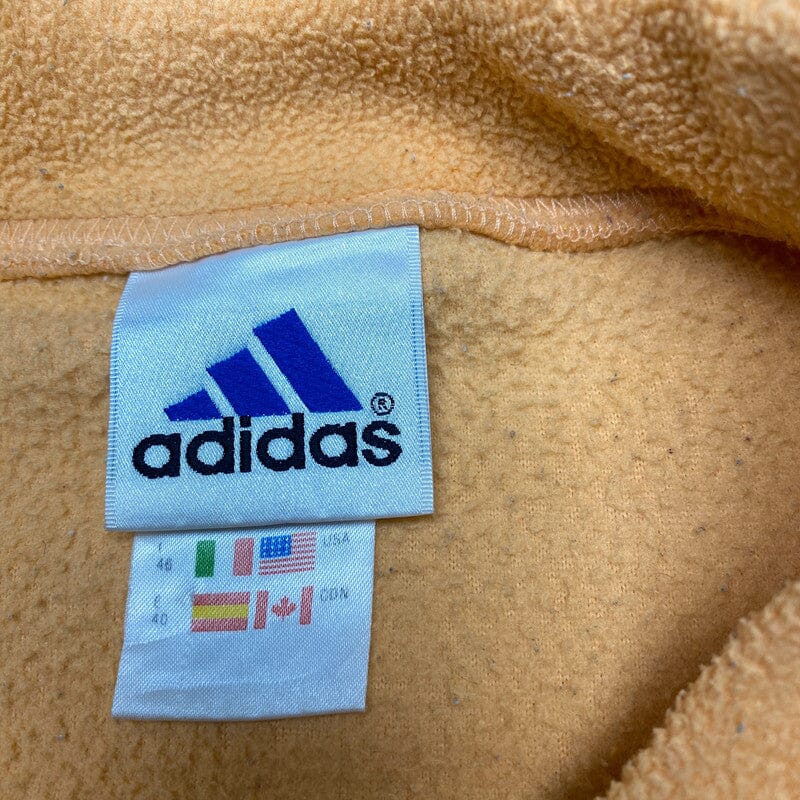 ®
adidas
I USA
46
E CDN
40